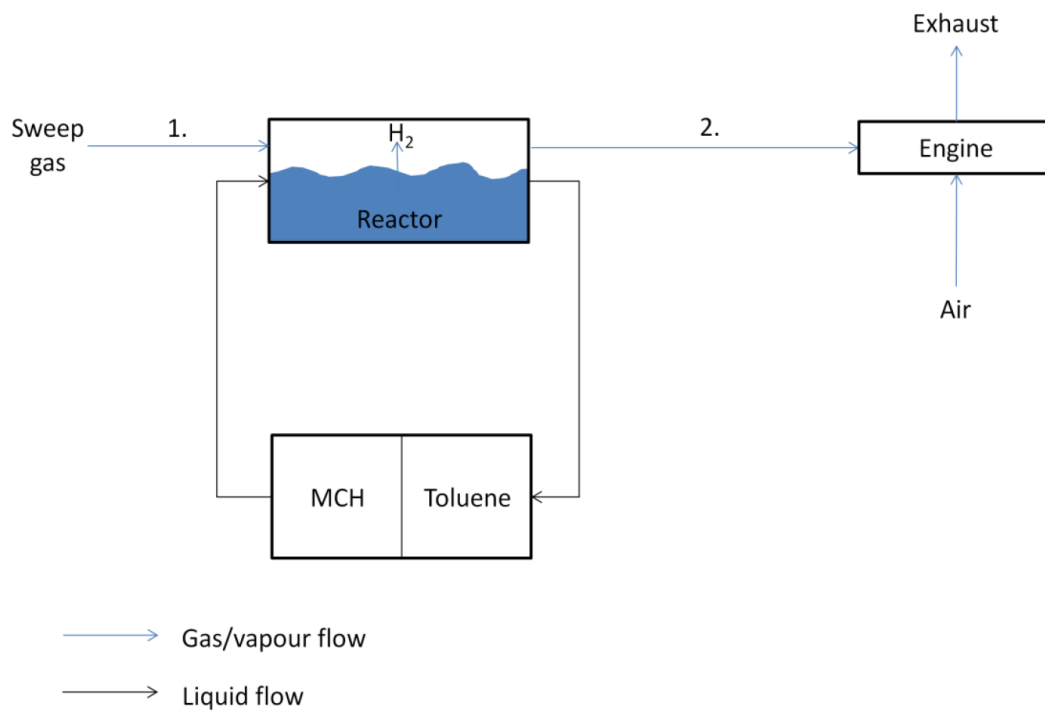 Exhaust
Sweep
gas
1.
H₂
2.
Engine
Reactor
Air
MCH
Toluene
Gas/vapour flow
Liquid flow